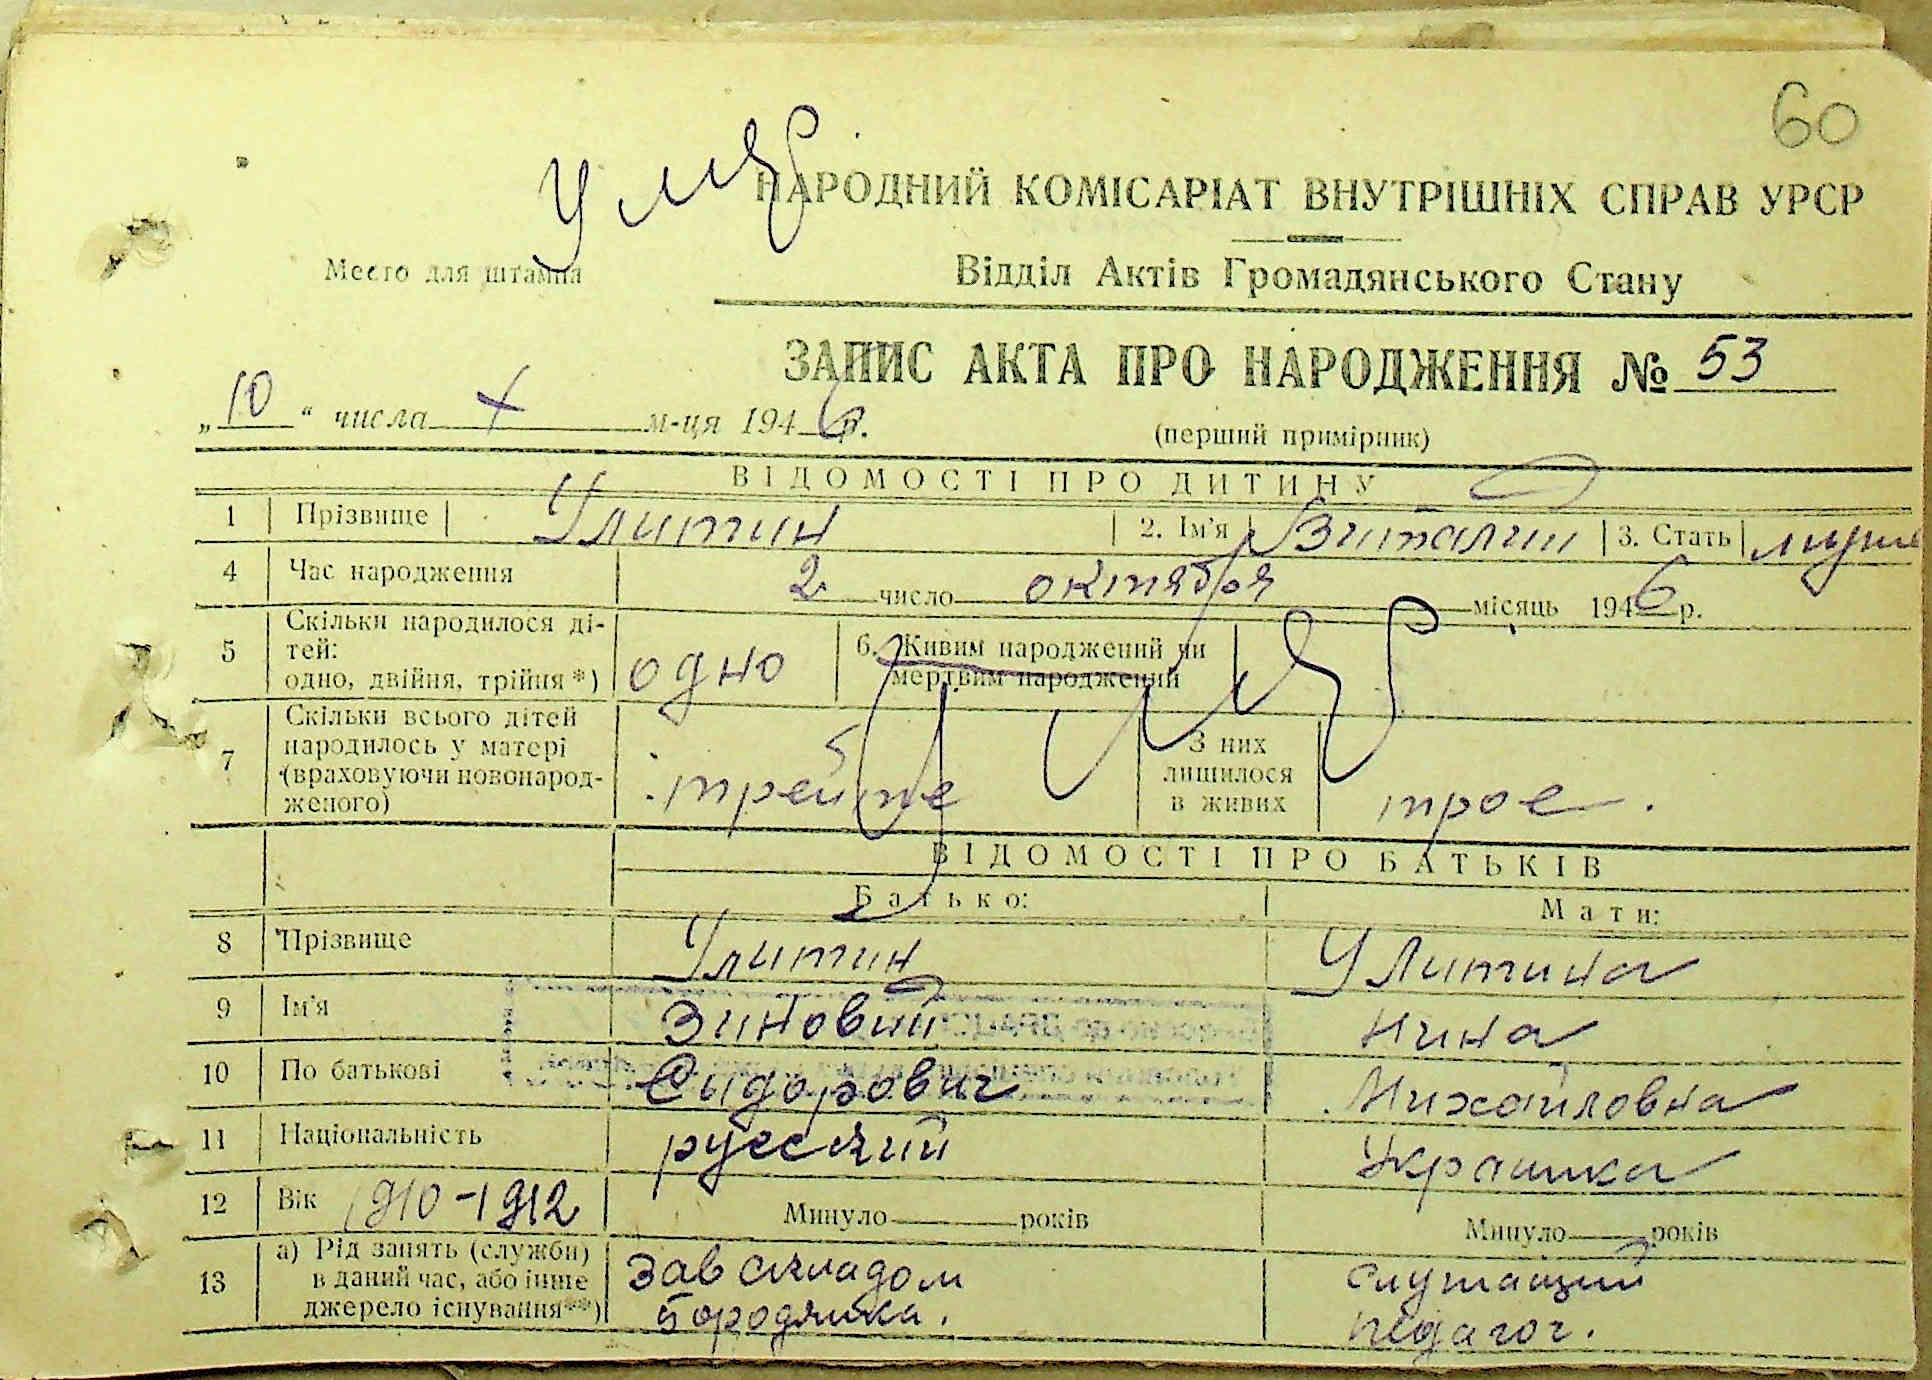 60
Умер
НАРОДНИЙ КОМІСАРІАТ ВНУТРІШНІХ СПРАВ УРСР
Место для штампа
Відділ Актів Громадянського Стану
ЗАПИС АКТА ПРО НАРОДЖЕННЯ № 53
„10“ числа X м-ця 1946 р.
(перший примірник)
ВІДОМОСТІ ПРО ДИТИНУ
1 Прізвище Улитин 2. Ім'я Виталий 3. Стать
4 Час народження 2 число октября місяць 1946 р.
5 Скільки народилося ді-
тей:
одно, двійня, трійня *) одно
6. Живим народжений чи
мертвим народжений
7 Скільки всього дітей
народилось у матері
(враховуючи новонарод-
женого)
З них
лишилося
в живих трое.
ВІДОМОСТІ ПРО БАТЬКІВ
Батько: Мати:
8 Прізвище Улитин Улитина
9 Ім'я Зиновий Нина
10 По батькові Сидорович Михайловна
11 Національність русский Украинка
12 Вік 1910-1912 Минуло років Минуло років
13 а) Рід занять (служби)
в даний час, або інше
джерело існування**)
Зав складом
Бородянка.
Служащий
педагог.